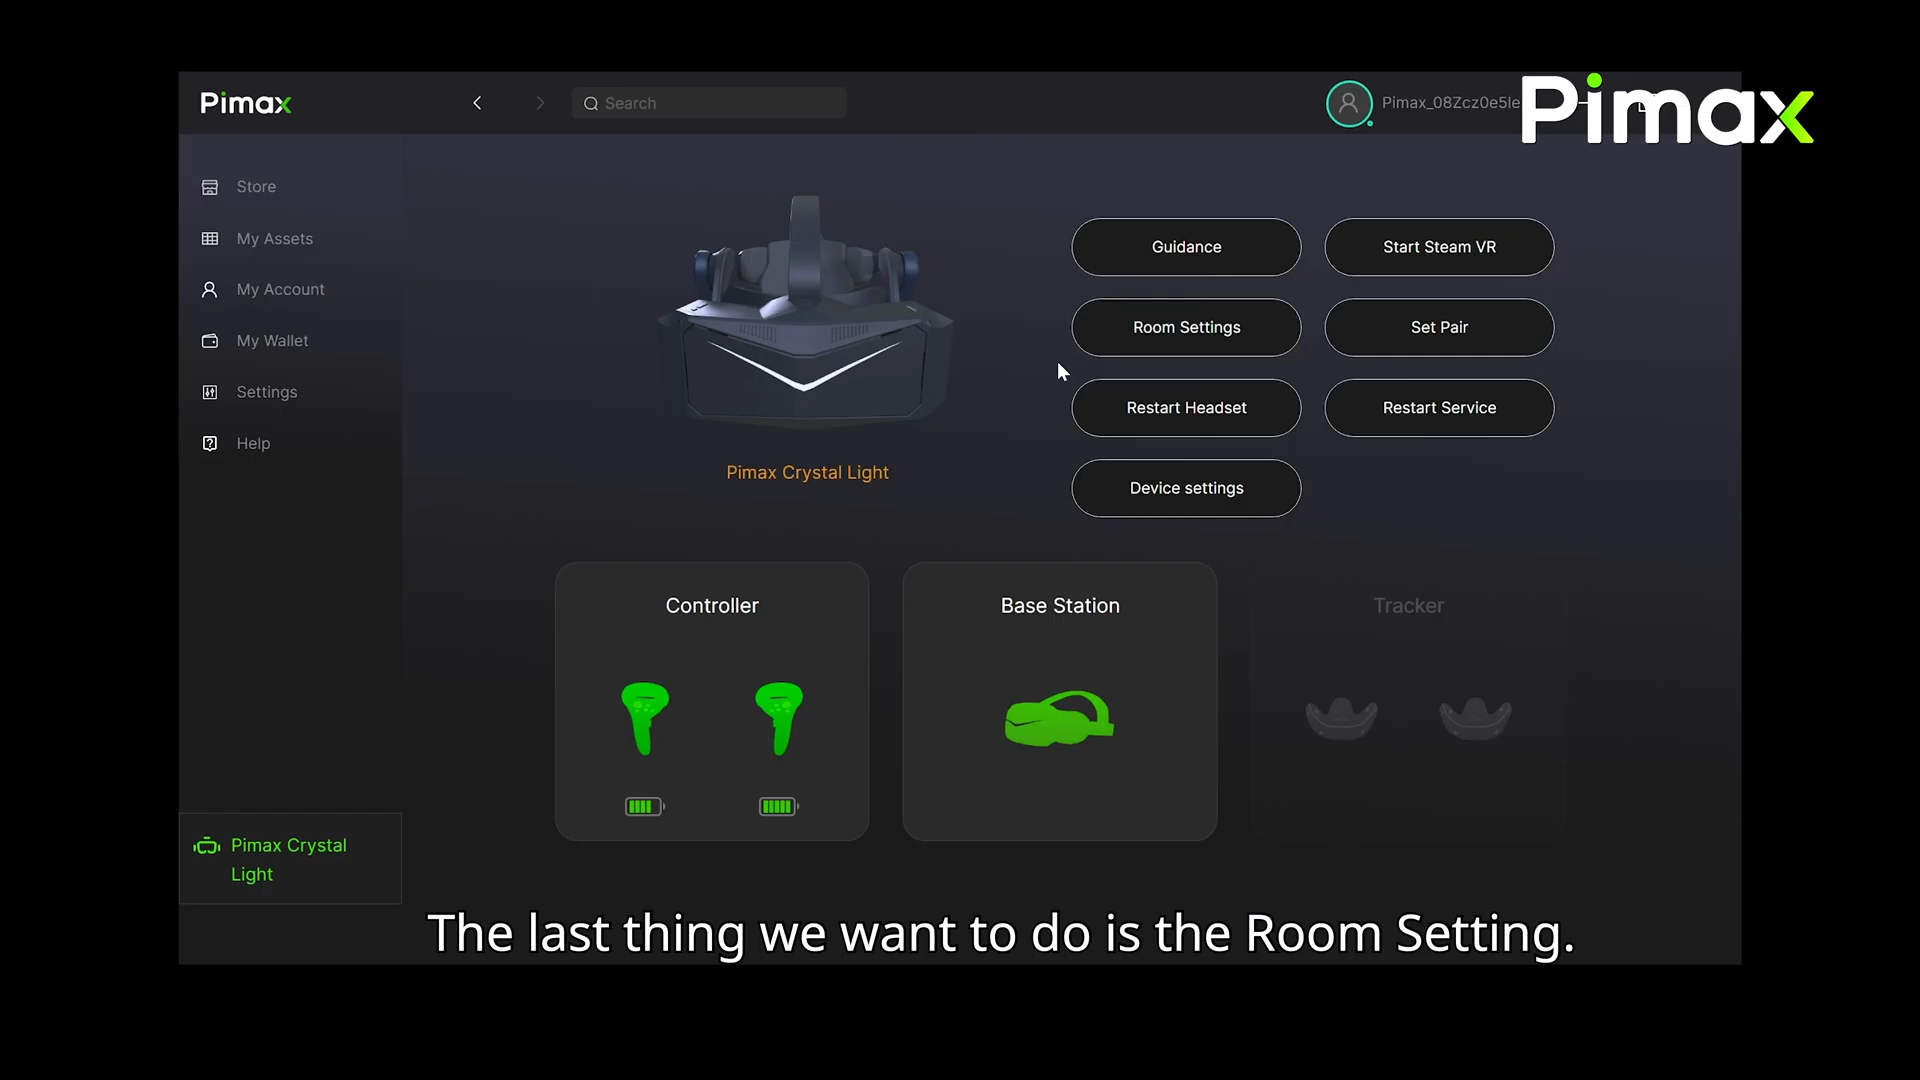 Pimax
Search
Pimax_08Zcz0e5Ie
Pimax
Store
My Assets
My Account
My Wallet
Settings
Help
Guidance
Start Steam VR
Room Settings
Set Pair
Restart Headset
Restart Service
Device settings
Pimax Crystal Light
Controller
Base Station
Tracker
Pimax Crystal
Light
The last thing we want to do is the Room Setting.